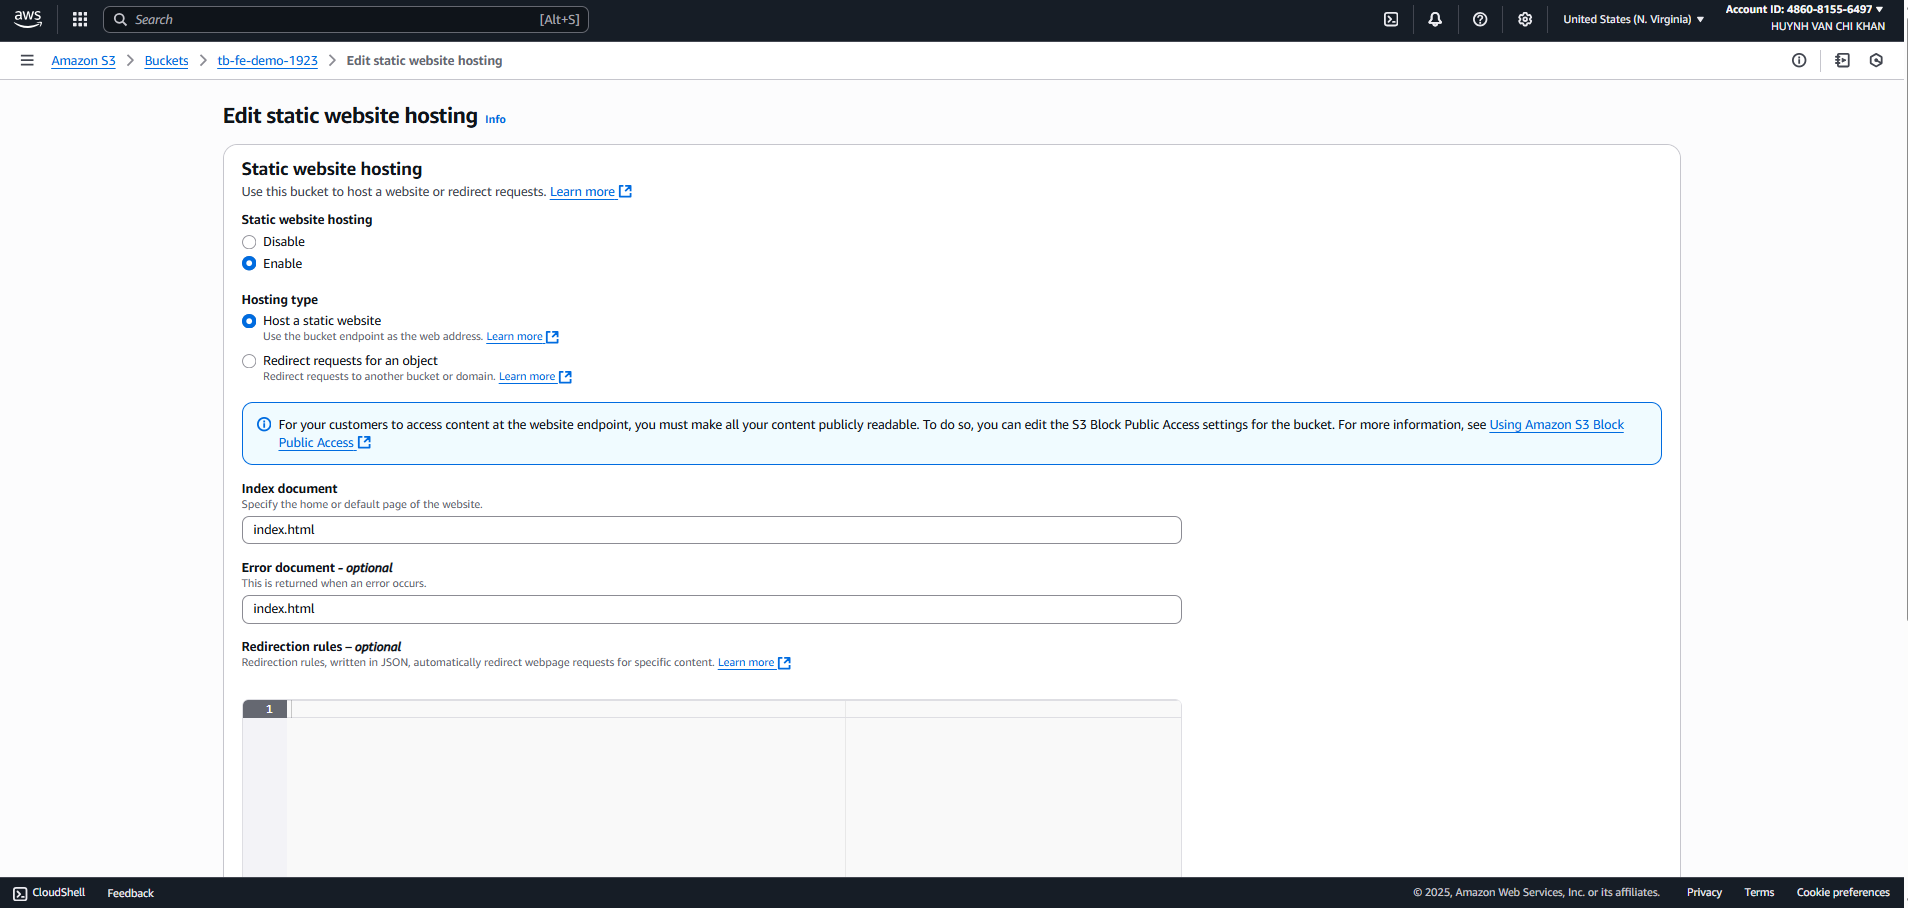 aws
Search [Alt+S]
United States (N. Virginia) ▼
Account ID: 4860-8155-6497 ▼
HUYNH VAN CHI KHAN
Amazon S3 > Buckets > tb-fe-demo-1923 > Edit static website hosting
Edit static website hosting Info
Static website hosting
Use this bucket to host a website or redirect requests. Learn more
Static website hosting
Disable
Enable
Hosting type
Host a static website
Use the bucket endpoint as the web address. Learn more
Redirect requests for an object
Redirect requests to another bucket or domain. Learn more
For your customers to access content at the website endpoint, you must make all your content publicly readable. To do so, you can edit the S3 Block Public Access settings for the bucket. For more information, see Using Amazon S3 Block
Public Access
Index document
Specify the home or default page of the website.
index.html
Error document - optional
This is returned when an error occurs.
index.html
Redirection rules – optional
Redirection rules, written in JSON, automatically redirect webpage requests for specific content. Learn more
1
CloudShell Feedback © 2025, Amazon Web Services, Inc. or its affiliates. Privacy Terms Cookie preferences